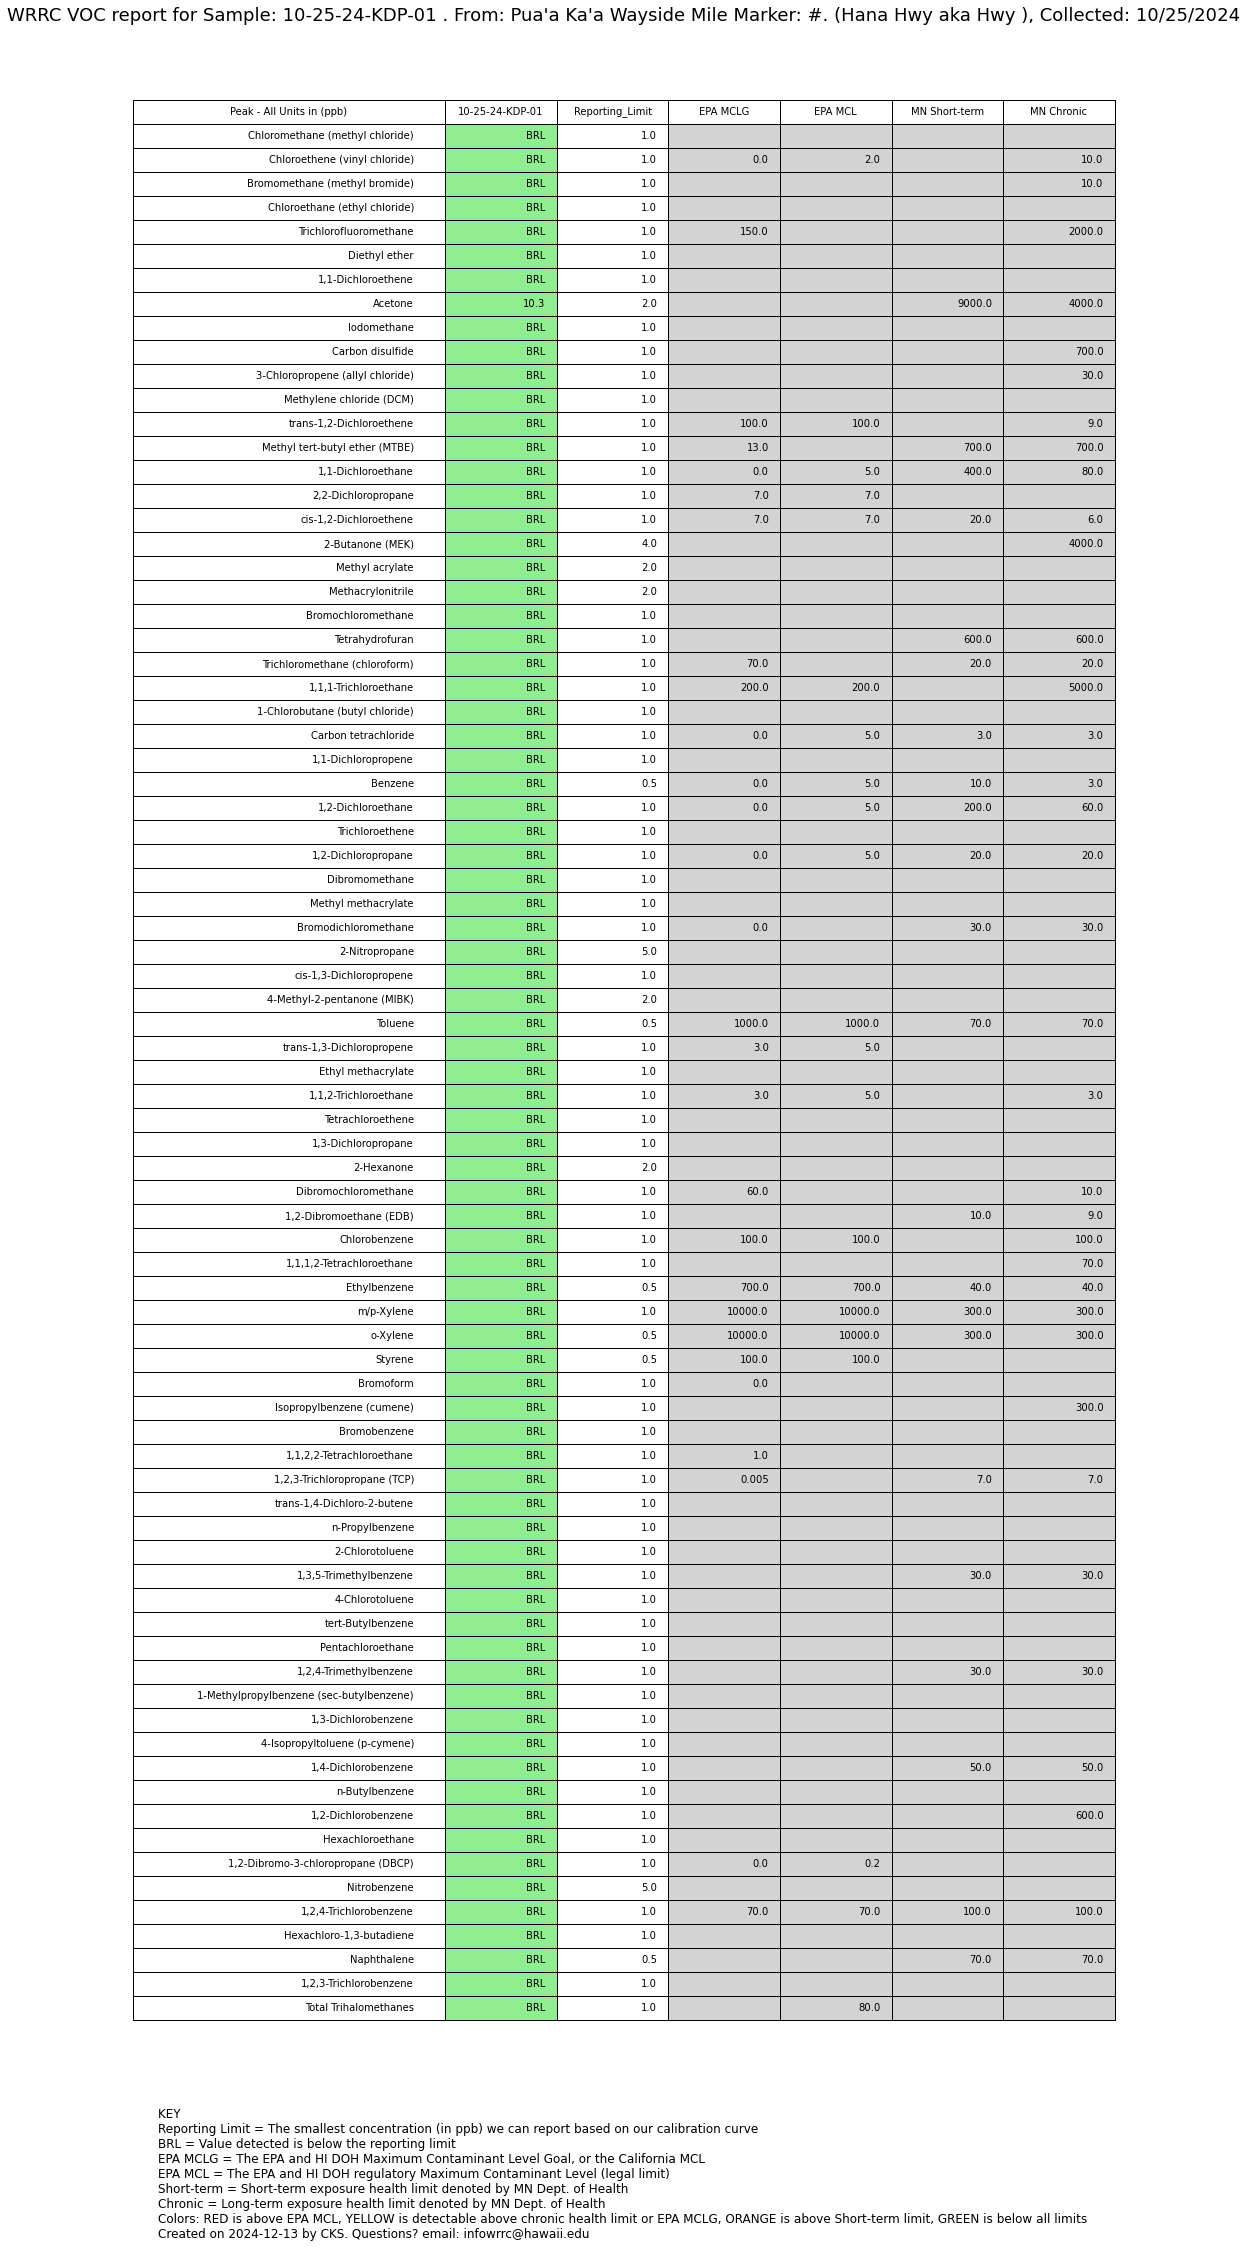 WRRC VOC report for Sample: 10-25-24-KDP-01 . From: Pua'a Ka'a Wayside Mile Marker: #. (Hana Hwy aka Hwy ), Collected: 10/25/2024
Peak - All Units in (ppb) 10-25-24-KDP-01 Reporting_Limit EPA MCLG EPA MCL MN Short-term MN Chronic
Chloromethane (methyl chloride) BRL 1.0
Chloroethene (vinyl chloride) BRL 1.0 0.0 2.0 10.0
Bromomethane (methyl bromide) BRL 1.0 10.0
Chloroethane (ethyl chloride) BRL 1.0
Trichlorofluoromethane BRL 1.0 150.0 2000.0
Diethyl ether BRL 1.0
1,1-Dichloroethene BRL 1.0
Acetone 10.3 2.0 9000.0 4000.0
Iodomethane BRL 1.0
Carbon disulfide BRL 1.0 700.0
3-Chloropropene (allyl chloride) BRL 1.0 30.0
Methylene chloride (DCM) BRL 1.0
trans-1,2-Dichloroethene BRL 1.0 100.0 100.0 9.0
Methyl tert-butyl ether (MTBE) BRL 1.0 13.0 700.0 700.0
1,1-Dichloroethane BRL 1.0 0.0 5.0 400.0 80.0
2,2-Dichloropropane BRL 1.0 7.0 7.0
cis-1,2-Dichloroethene BRL 1.0 7.0 7.0 20.0 6.0
2-Butanone (MEK) BRL 4.0 4000.0
Methyl acrylate BRL 2.0
Methacrylonitrile BRL 2.0
Bromochloromethane BRL 1.0
Tetrahydrofuran BRL 1.0 600.0 600.0
Trichloromethane (chloroform) BRL 1.0 70.0 20.0 20.0
1,1,1-Trichloroethane BRL 1.0 200.0 200.0 5000.0
1-Chlorobutane (butyl chloride) BRL 1.0
Carbon tetrachloride BRL 1.0 0.0 5.0 3.0 3.0
1,1-Dichloropropene BRL 1.0
Benzene BRL 0.5 0.0 5.0 10.0 3.0
1,2-Dichloroethane BRL 1.0 0.0 5.0 200.0 60.0
Trichloroethene BRL 1.0
1,2-Dichloropropane BRL 1.0 0.0 5.0 20.0 20.0
Dibromomethane BRL 1.0
Methyl methacrylate BRL 1.0
Bromodichloromethane BRL 1.0 0.0 30.0 30.0
2-Nitropropane BRL 5.0
cis-1,3-Dichloropropene BRL 1.0
4-Methyl-2-pentanone (MIBK) BRL 2.0
Toluene BRL 0.5 1000.0 1000.0 70.0 70.0
trans-1,3-Dichloropropene BRL 1.0 3.0 5.0
Ethyl methacrylate BRL 1.0
1,1,2-Trichloroethane BRL 1.0 3.0 5.0 3.0
Tetrachloroethene BRL 1.0
1,3-Dichloropropane BRL 1.0
2-Hexanone BRL 2.0
Dibromochloromethane BRL 1.0 60.0 10.0
1,2-Dibromoethane (EDB) BRL 1.0 10.0 9.0
Chlorobenzene BRL 1.0 100.0 100.0 100.0
1,1,1,2-Tetrachloroethane BRL 1.0 70.0
Ethylbenzene BRL 0.5 700.0 700.0 40.0 40.0
m/p-Xylene BRL 1.0 10000.0 10000.0 300.0 300.0
o-Xylene BRL 0.5 10000.0 10000.0 300.0 300.0
Styrene BRL 0.5 100.0 100.0
Bromoform BRL 1.0 0.0
Isopropylbenzene (cumene) BRL 1.0 300.0
Bromobenzene BRL 1.0
1,1,2,2-Tetrachloroethane BRL 1.0 1.0
1,2,3-Trichloropropane (TCP) BRL 1.0 0.005 7.0 7.0
trans-1,4-Dichloro-2-butene BRL 1.0
n-Propylbenzene BRL 1.0
2-Chlorotoluene BRL 1.0
1,3,5-Trimethylbenzene BRL 1.0 30.0 30.0
4-Chlorotoluene BRL 1.0
tert-Butylbenzene BRL 1.0
Pentachloroethane BRL 1.0
1,2,4-Trimethylbenzene BRL 1.0 30.0 30.0
1-Methylpropylbenzene (sec-butylbenzene) BRL 1.0
1,3-Dichlorobenzene BRL 1.0
4-Isopropyltoluene (p-cymene) BRL 1.0
1,4-Dichlorobenzene BRL 1.0 50.0 50.0
n-Butylbenzene BRL 1.0
1,2-Dichlorobenzene BRL 1.0 600.0
Hexachloroethane BRL 1.0
1,2-Dibromo-3-chloropropane (DBCP) BRL 1.0 0.0 0.2
Nitrobenzene BRL 5.0
1,2,4-Trichlorobenzene BRL 1.0 70.0 70.0 100.0 100.0
Hexachloro-1,3-butadiene BRL 1.0
Naphthalene BRL 0.5 70.0 70.0
1,2,3-Trichlorobenzene BRL 1.0
Total Trihalomethanes BRL 1.0 80.0
KEY
Reporting Limit = The smallest concentration (in ppb) we can report based on our calibration curve
BRL = Value detected is below the reporting limit
EPA MCLG = The EPA and HI DOH Maximum Contaminant Level Goal, or the California MCL
EPA MCL = The EPA and HI DOH regulatory Maximum Contaminant Level (legal limit)
Short-term = Short-term exposure health limit denoted by MN Dept. of Health
Chronic = Long-term exposure health limit denoted by MN Dept. of Health
Colors: RED is above EPA MCL, YELLOW is detectable above chronic health limit or EPA MCLG, ORANGE is above Short-term limit, GREEN is below all limits
Created on 2024-12-13 by CKS. Questions? email: infowrrc@hawaii.edu